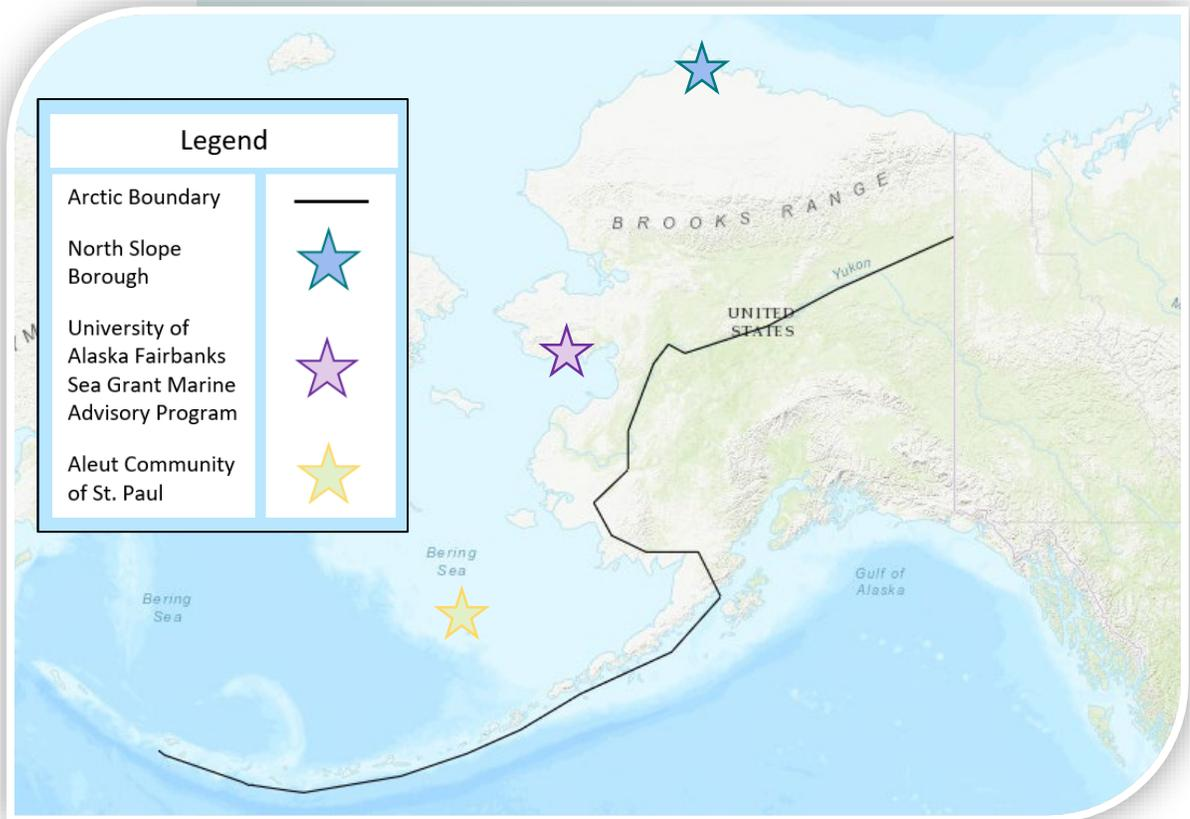 Legend
Arctic Boundary
North Slope
Borough
University of
Alaska Fairbanks
Sea Grant Marine
Advisory Program
Aleut Community
of St. Paul
BROOKS RANGE
Yukon
UNITED
STATES
Bering
Sea
Bering
Sea
Gulf of
Alaska